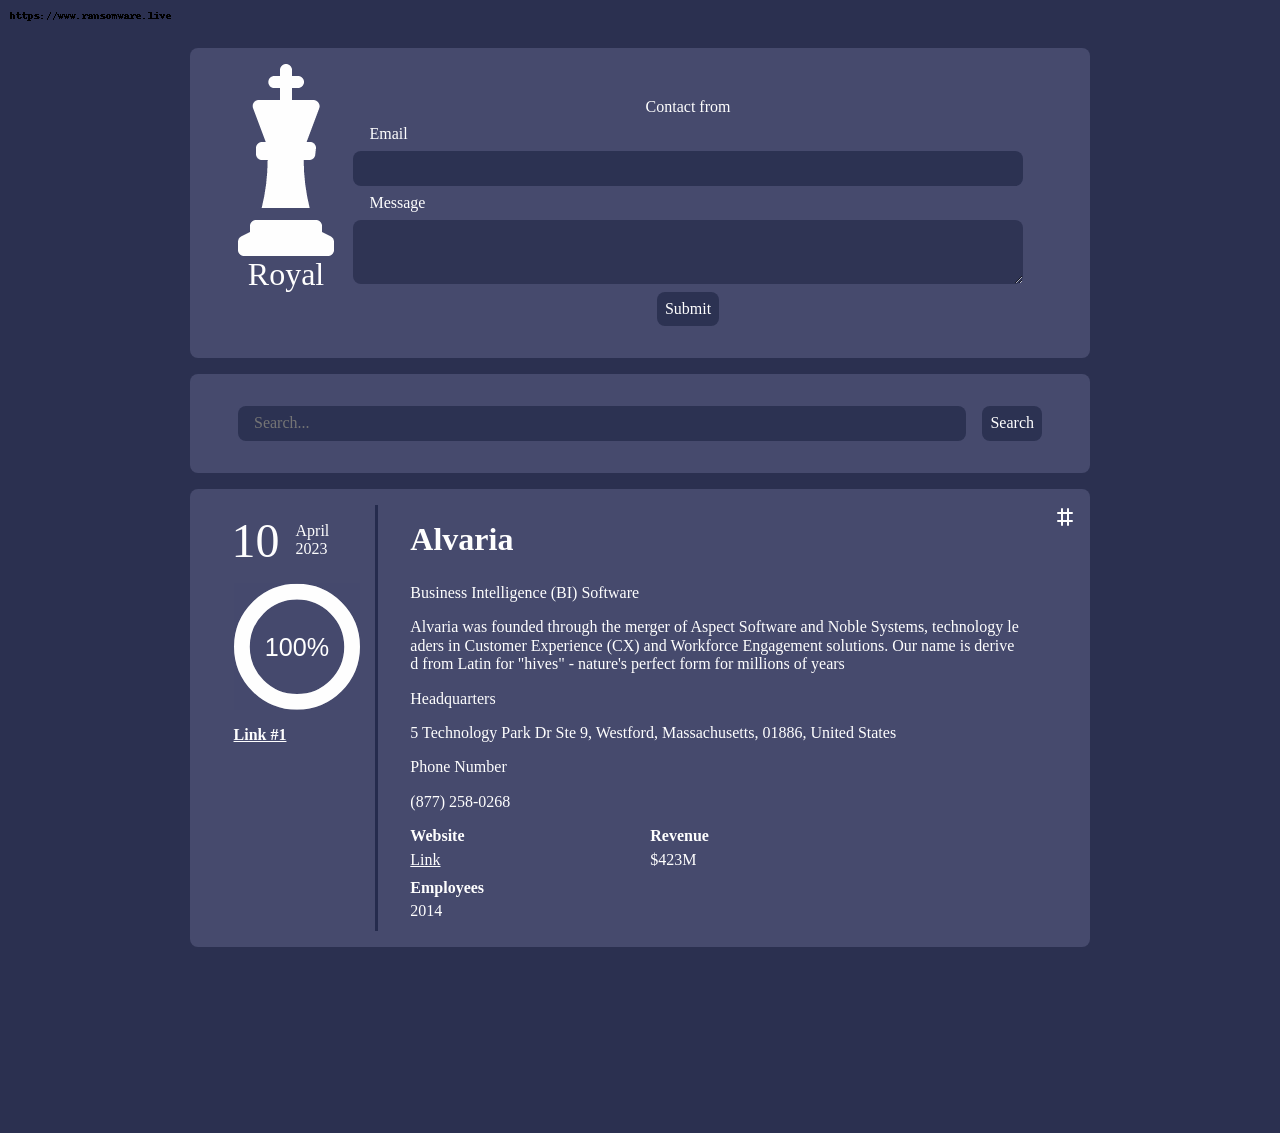 https://www.ransomware.live
Royal
Contact from
Email
Message
Submit
Search...
Search
10
April
2023
100%
Link #1
Alvaria
Business Intelligence (BI) Software
Alvaria was founded through the merger of Aspect Software and Noble Systems, technology le
aders in Customer Experience (CX) and Workforce Engagement solutions. Our name is derive
d from Latin for "hives" - nature's perfect form for millions of years
Headquarters
5 Technology Park Dr Ste 9, Westford, Massachusetts, 01886, United States
Phone Number
(877) 258-0268
Website
Link
Revenue
$423M
Employees
2014